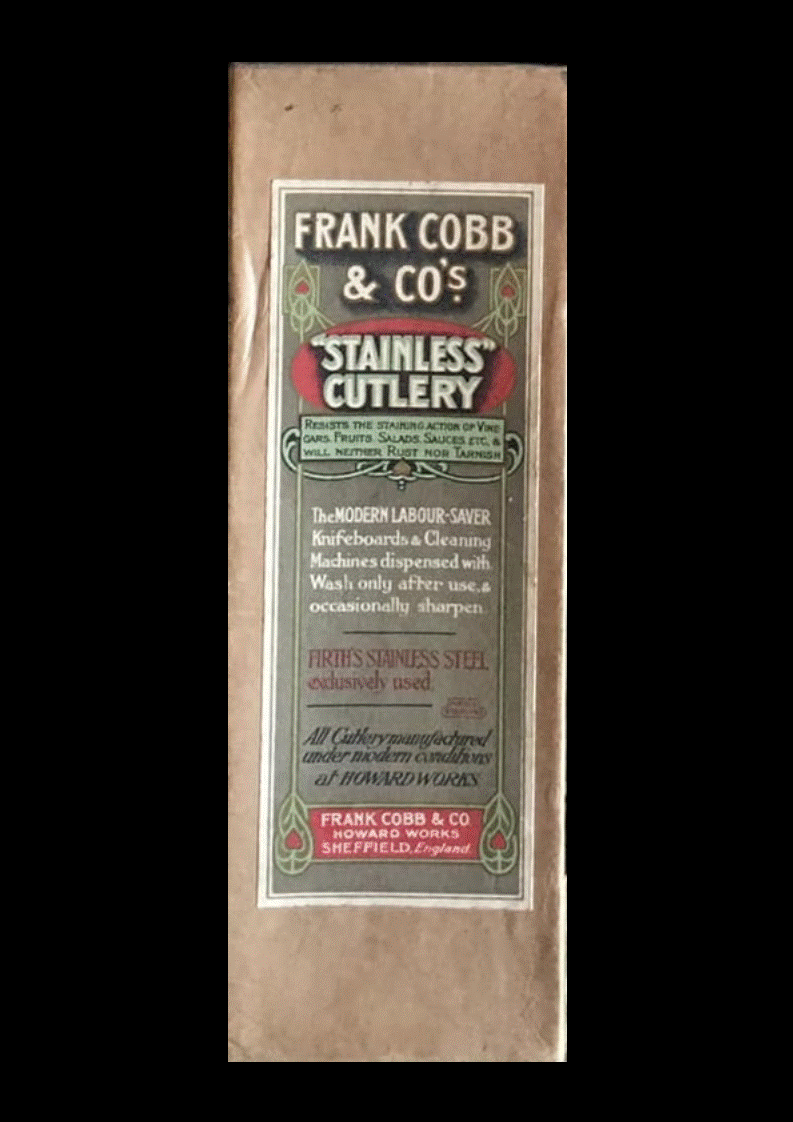 FRANK COBB
& CO'S.
"STAINLESS"
CUTLERY
RESISTS THE STAINING ACTION OF VINE-
GARS, FRUITS, SALADS, SAUCES, ETC, &
WILL NEITHER RUST NOR TARNISH
The MODERN LABOUR-SAVER
Knifeboards & Cleaning
Machines dispensed with.
Wash only after use, &
occasionally sharpen.
FIRTH'S STAINLESS STEEL
exclusively used.
All Cutlery manufactured
under modern conditions
at HOWARD WORKS
FRANK COBB & CO.
HOWARD WORKS
SHEFFIELD, England.